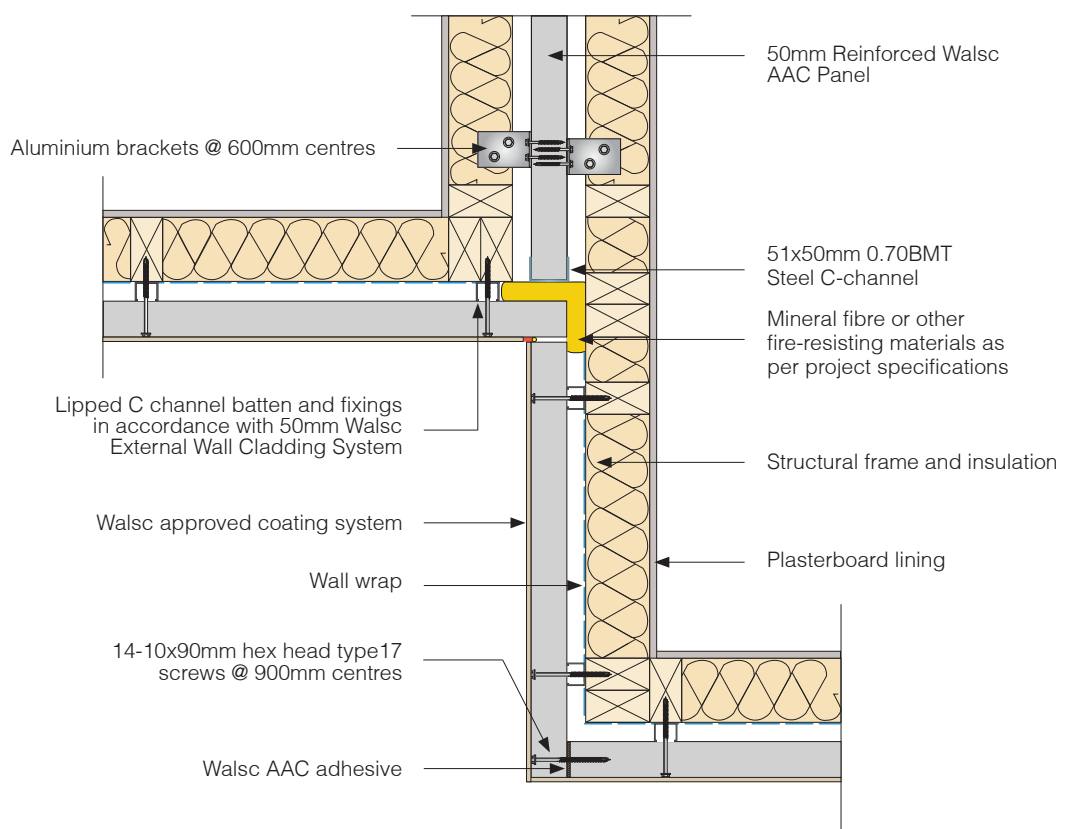 50mm Reinforced Walsc
AAC Panel
Aluminium brackets @ 600mm centres
51x50mm 0.70BMT
Steel C-channel
Mineral fibre or other
fire-resisting materials as
per project specifications
Lipped C channel batten and fixings
in accordance with 50mm Walsc
External Wall Cladding System
Structural frame and insulation
Walsc approved coating system
Plasterboard lining
Wall wrap
14-10x90mm hex head type17
screws @ 900mm centres
Walsc AAC adhesive